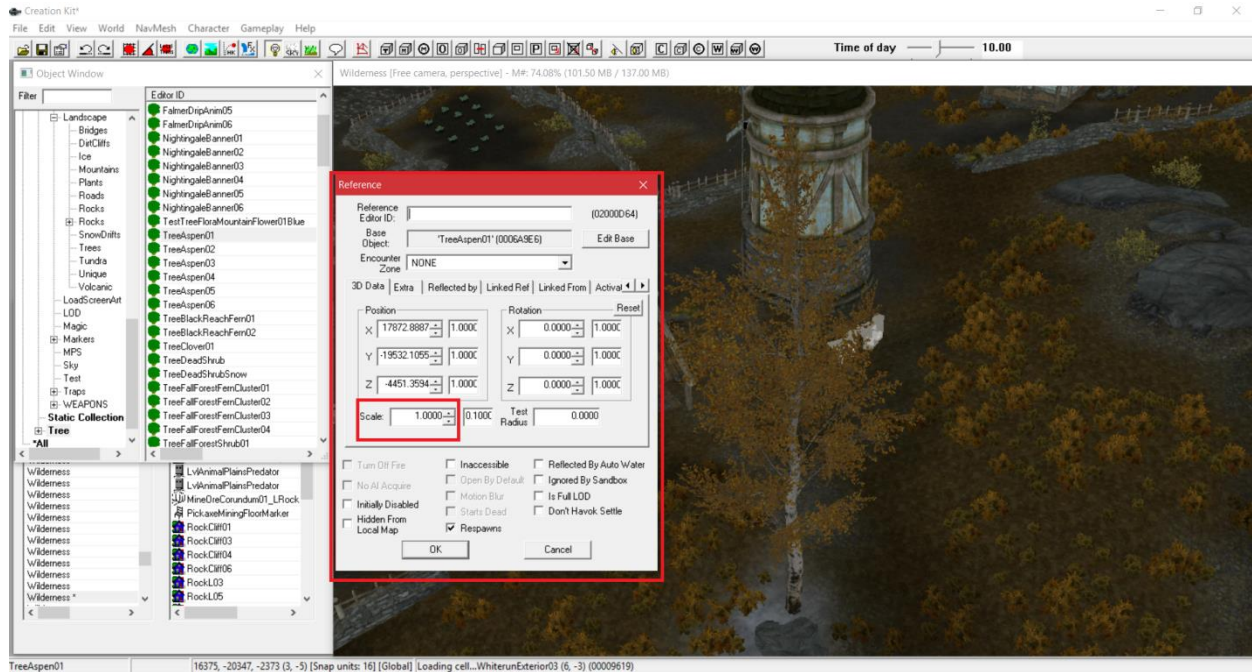 Creation Kit*
File Edit View World NavMesh Character Gameplay Help
Time of day 10.00
Object Window
Wilderness [Free camera, perspective] - M#: 74.08% (101.50 MB / 137.00 MB)
Filter
Landscape
Bridges
DirtCliffs
Ice
Mountains
Plants
Roads
Rocks
Rocks
SnowDrifts
Trees
Tundra
Unique
Volcanic
LoadScreenArt
LOD
Magic
Markers
MPS
Sky
Test
Traps
WEAPONS
Static Collection
Tree
*All
Editor ID
FalmerDripAnim05
FalmerDripAnim06
NightingaleBanner01
NightingaleBanner02
NightingaleBanner03
NightingaleBanner04
NightingaleBanner05
NightingaleBanner06
TestTreeFloraMountainFlower01Blue
TreeAspen01
TreeAspen02
TreeAspen03
TreeAspen04
TreeAspen05
TreeAspen06
TreeBlackReachFern01
TreeBlackReachFern02
TreeClover01
TreeDeadShrub
TreeDeadShrubSnow
TreeFallForestFernCluster01
TreeFallForestFernCluster02
TreeFallForestFernCluster03
TreeFallForestFernCluster04
TreeFallForestShrub01
Wilderness
Wilderness
Wilderness
Wilderness
Wilderness
Wilderness
Wilderness
Wilderness
Wilderness
Wilderness
Wilderness
Wilderness *
LvlAnimalPlainsPredator
LvlAnimalPlainsPredator
MineOreCorundum01_LRock
PickaxeMiningFloorMarker
RockCliff01
RockCliff03
RockCliff04
RockCliff06
RockL03
RockL05
Reference
Reference Editor ID: (02000D64)
Base Object: 'TreeAspen01' (0006A9E6) Edit Base
Encounter Zone NONE
3D Data Extra Reflected by Linked Ref Linked From Activat
Position Rotation Reset
X 17872.8887 1.0000 X 0.0000 1.0000
Y -19532.1055 1.0000 Y 0.0000 1.0000
Z -4451.3594 1.0000 Z 0.0000 1.0000
Scale: 1.0000 0.1000 Test Radius 0.0000
Turn Off Fire Inaccessible Reflected By Auto Water
No AI Acquire Open By Default Ignored By Sandbox
Initially Disabled Motion Blur Is Full LOD
Hidden From Local Map Starts Dead Don't Havok Settle
Respawns
OK Cancel
TreeAspen01 16375, -20347, -2373 (3, -5) [Snap units: 16] [Global] Loading cell...WhiterunExterior03 (6, -3) (00009619)